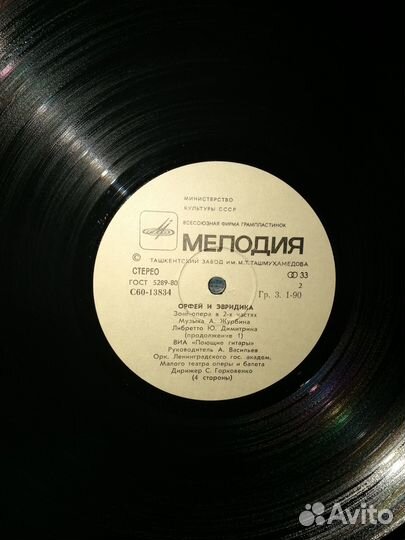 МИНИСТЕРСТВО
КУЛЬТУРЫ СССР
ВСЕСОЮЗНАЯ ФИРМА ГРАМПЛАСТИНОК
МЕЛОДИЯ
© ТАШКЕНТСКИЙ ЗАВОД ИМ. М.Т. ТАШМУХАМЕДОВА
СТЕРЕО 33
ГОСТ 5289-80 2
С60-13834 Гр. 3. 1-90
ОРФЕЙ И ЭВРИДИКА
Зонг-опера в 2-х частях
Музыка А. Журбина
Либретто Ю. Димитрина
(продолжение 1)
ВИА «Поющие гитары»
Руководитель А. Васильев
Орк. Ленинградского гос. академ.
Малого театра оперы и балета
Дирижер С. Горковенко
(4 стороны)
Avito